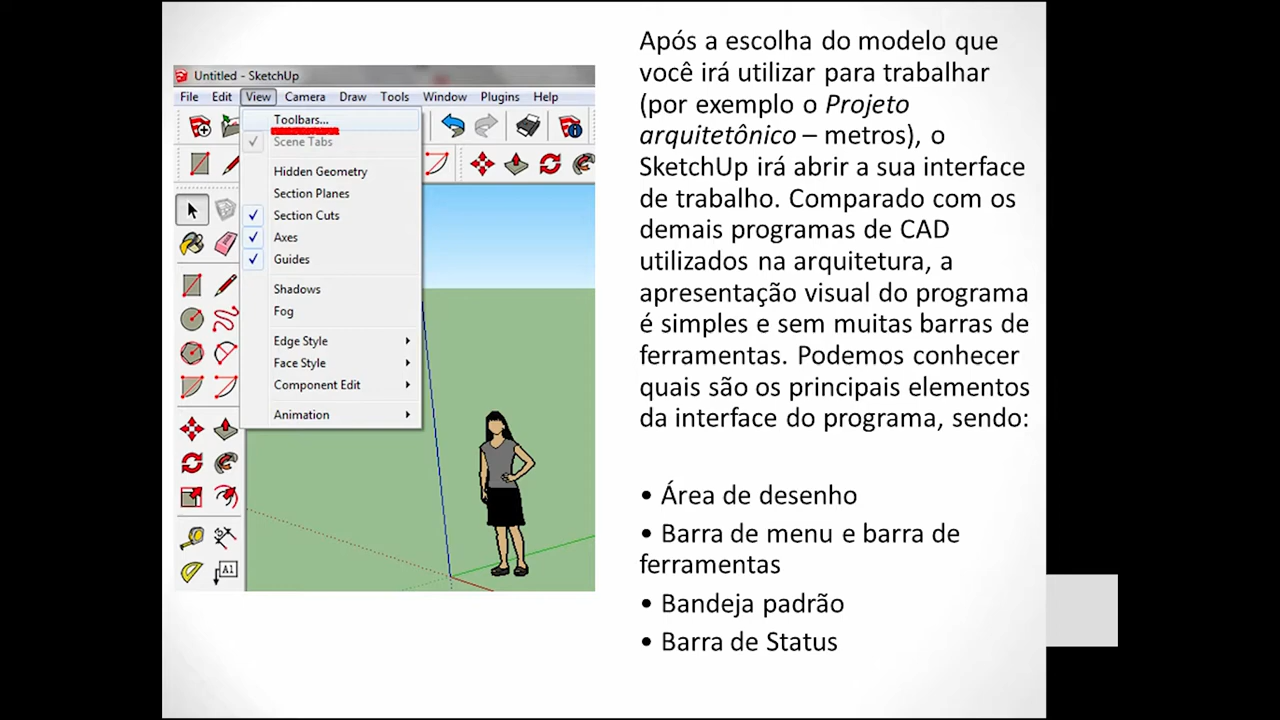 Untitled - SketchUp
File Edit View Camera Draw Tools Window Plugins Help
Toolbars...
Scene Tabs
Hidden Geometry
Section Planes
Section Cuts
Axes
Guides
Shadows
Fog
Edge Style
Face Style
Component Edit
Animation
A1
Após a escolha do modelo que
você irá utilizar para trabalhar
(por exemplo o Projeto
arquitetônico – metros), o
SketchUp irá abrir a sua interface
de trabalho. Comparado com os
demais programas de CAD
utilizados na arquitetura, a
apresentação visual do programa
é simples e sem muitas barras de
ferramentas. Podemos conhecer
quais são os principais elementos
da interface do programa, sendo:
• Área de desenho
• Barra de menu e barra de
ferramentas
• Bandeja padrão
• Barra de Status